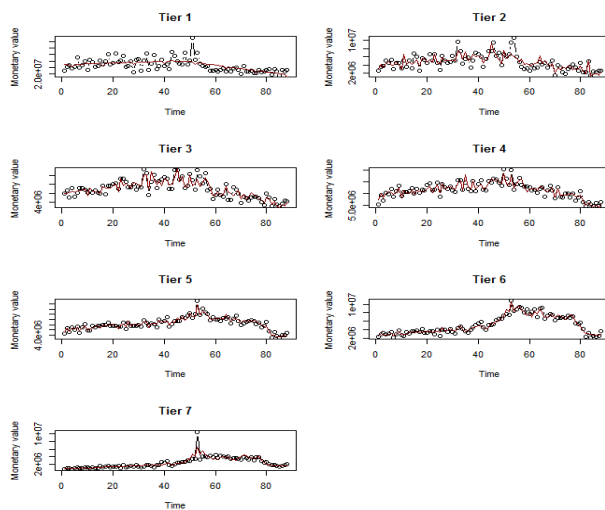 Tier 1
Monetary value
2.0e+07
0 20 40 60 80
Time
Tier 2
Monetary value
2e+06 1e+07
0 20 40 60 80
Time
Tier 3
Monetary value
4e+06
0 20 40 60 80
Time
Tier 4
Monetary value
5.0e+06
0 20 40 60 80
Time
Tier 5
Monetary value
4.0e+06
0 20 40 60 80
Time
Tier 6
Monetary value
2e+06 1e+07
0 20 40 60 80
Time
Tier 7
Monetary value
2e+06 1e+07
0 20 40 60 80
Time